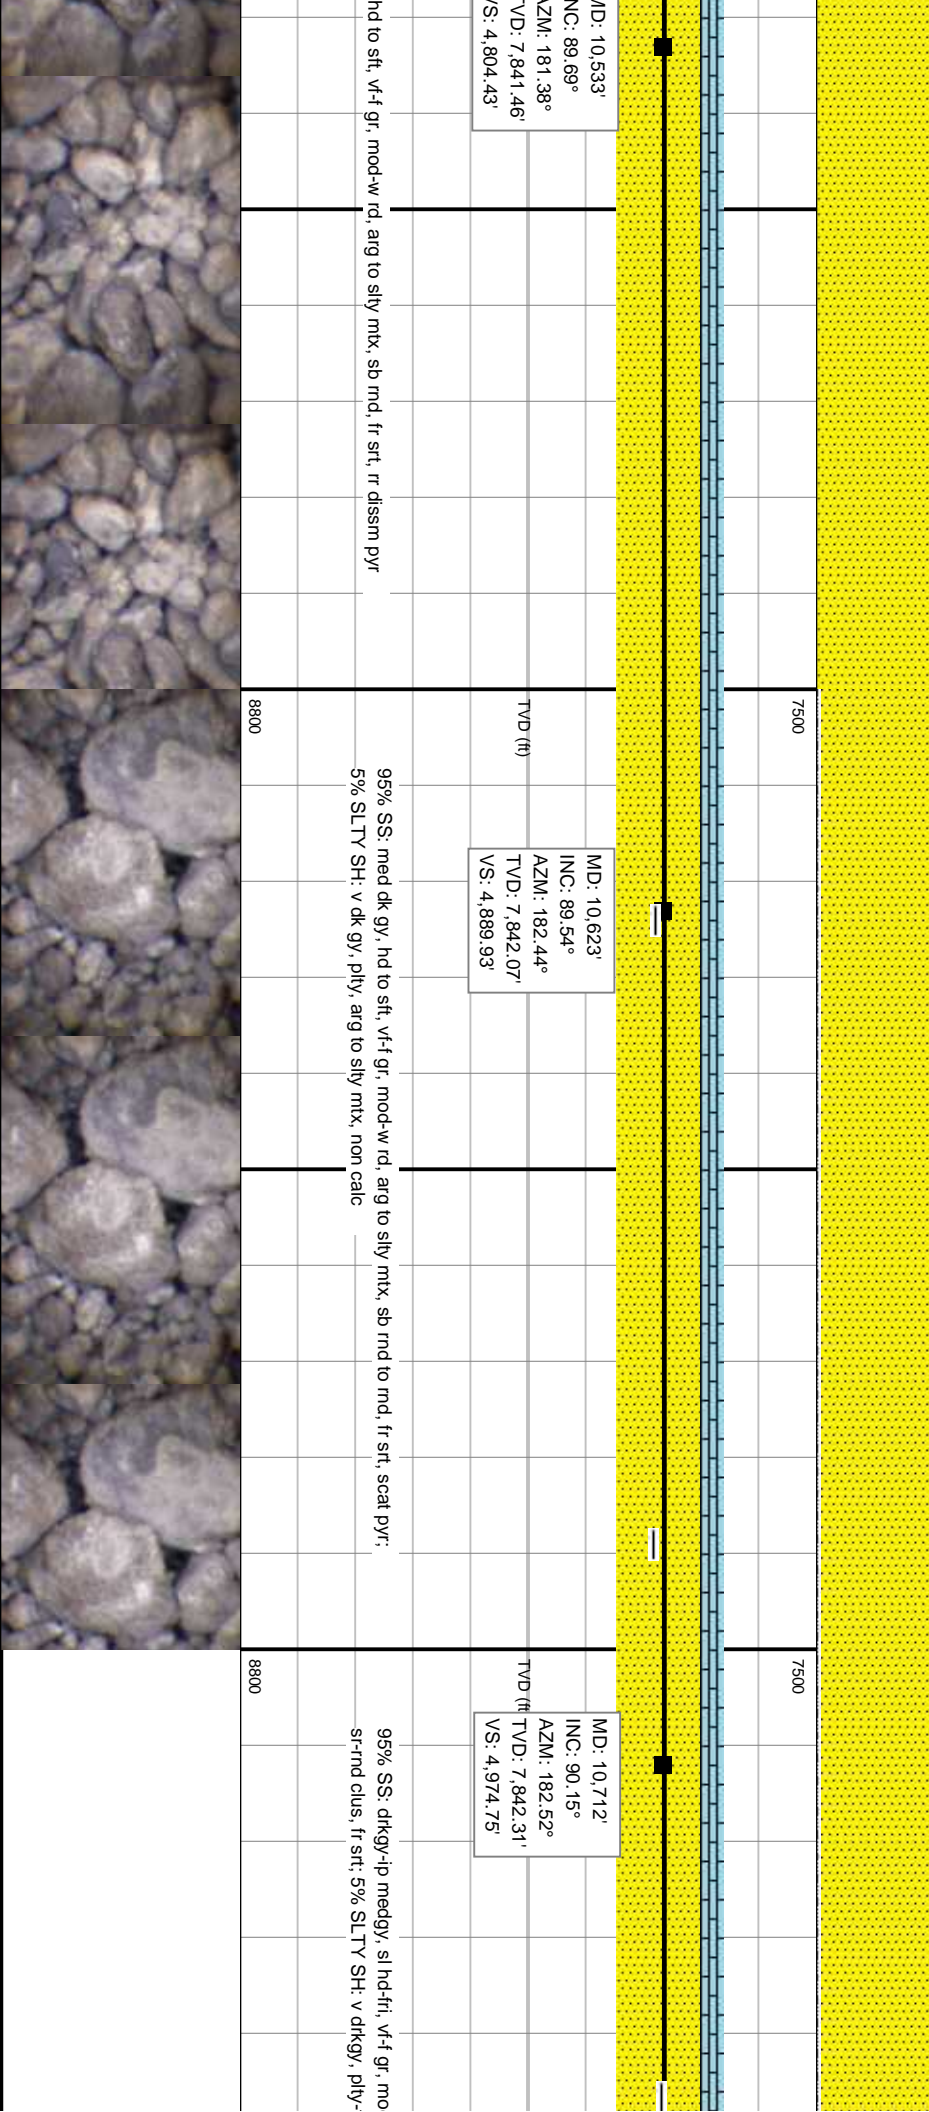 MD: 10,533'
INC: 89.69°
AZM: 181.38°
TVD: 7,841.46'
VS: 4,804.43'
hd to sft, vf-f gr, mod-w rd, arg to slty mtx, sb rnd, fr srt, rr dissm pyr
7500
TVD (ft)
8800
MD: 10,623'
INC: 89.54°
AZM: 182.44°
TVD: 7,842.07'
VS: 4,889.93'
95% SS: med dk gy, hd to sft, vf-f gr, mod-w rd, arg to slty mtx, sb rnd to rnd, fr srt, scat pyr;
5% SLTY SH: v dk gy, plty, arg to slty mtx, non calc
7500
TVD (ft
8800
MD: 10,712'
INC: 90.15°
AZM: 182.52°
TVD: 7,842.31'
VS: 4,974.75'
95% SS: drkgy-ip medgy, sl hd-fri, vf-f gr, mo
sr-rnd clus, fr srt; 5% SLTY SH: v drkgy, plty-